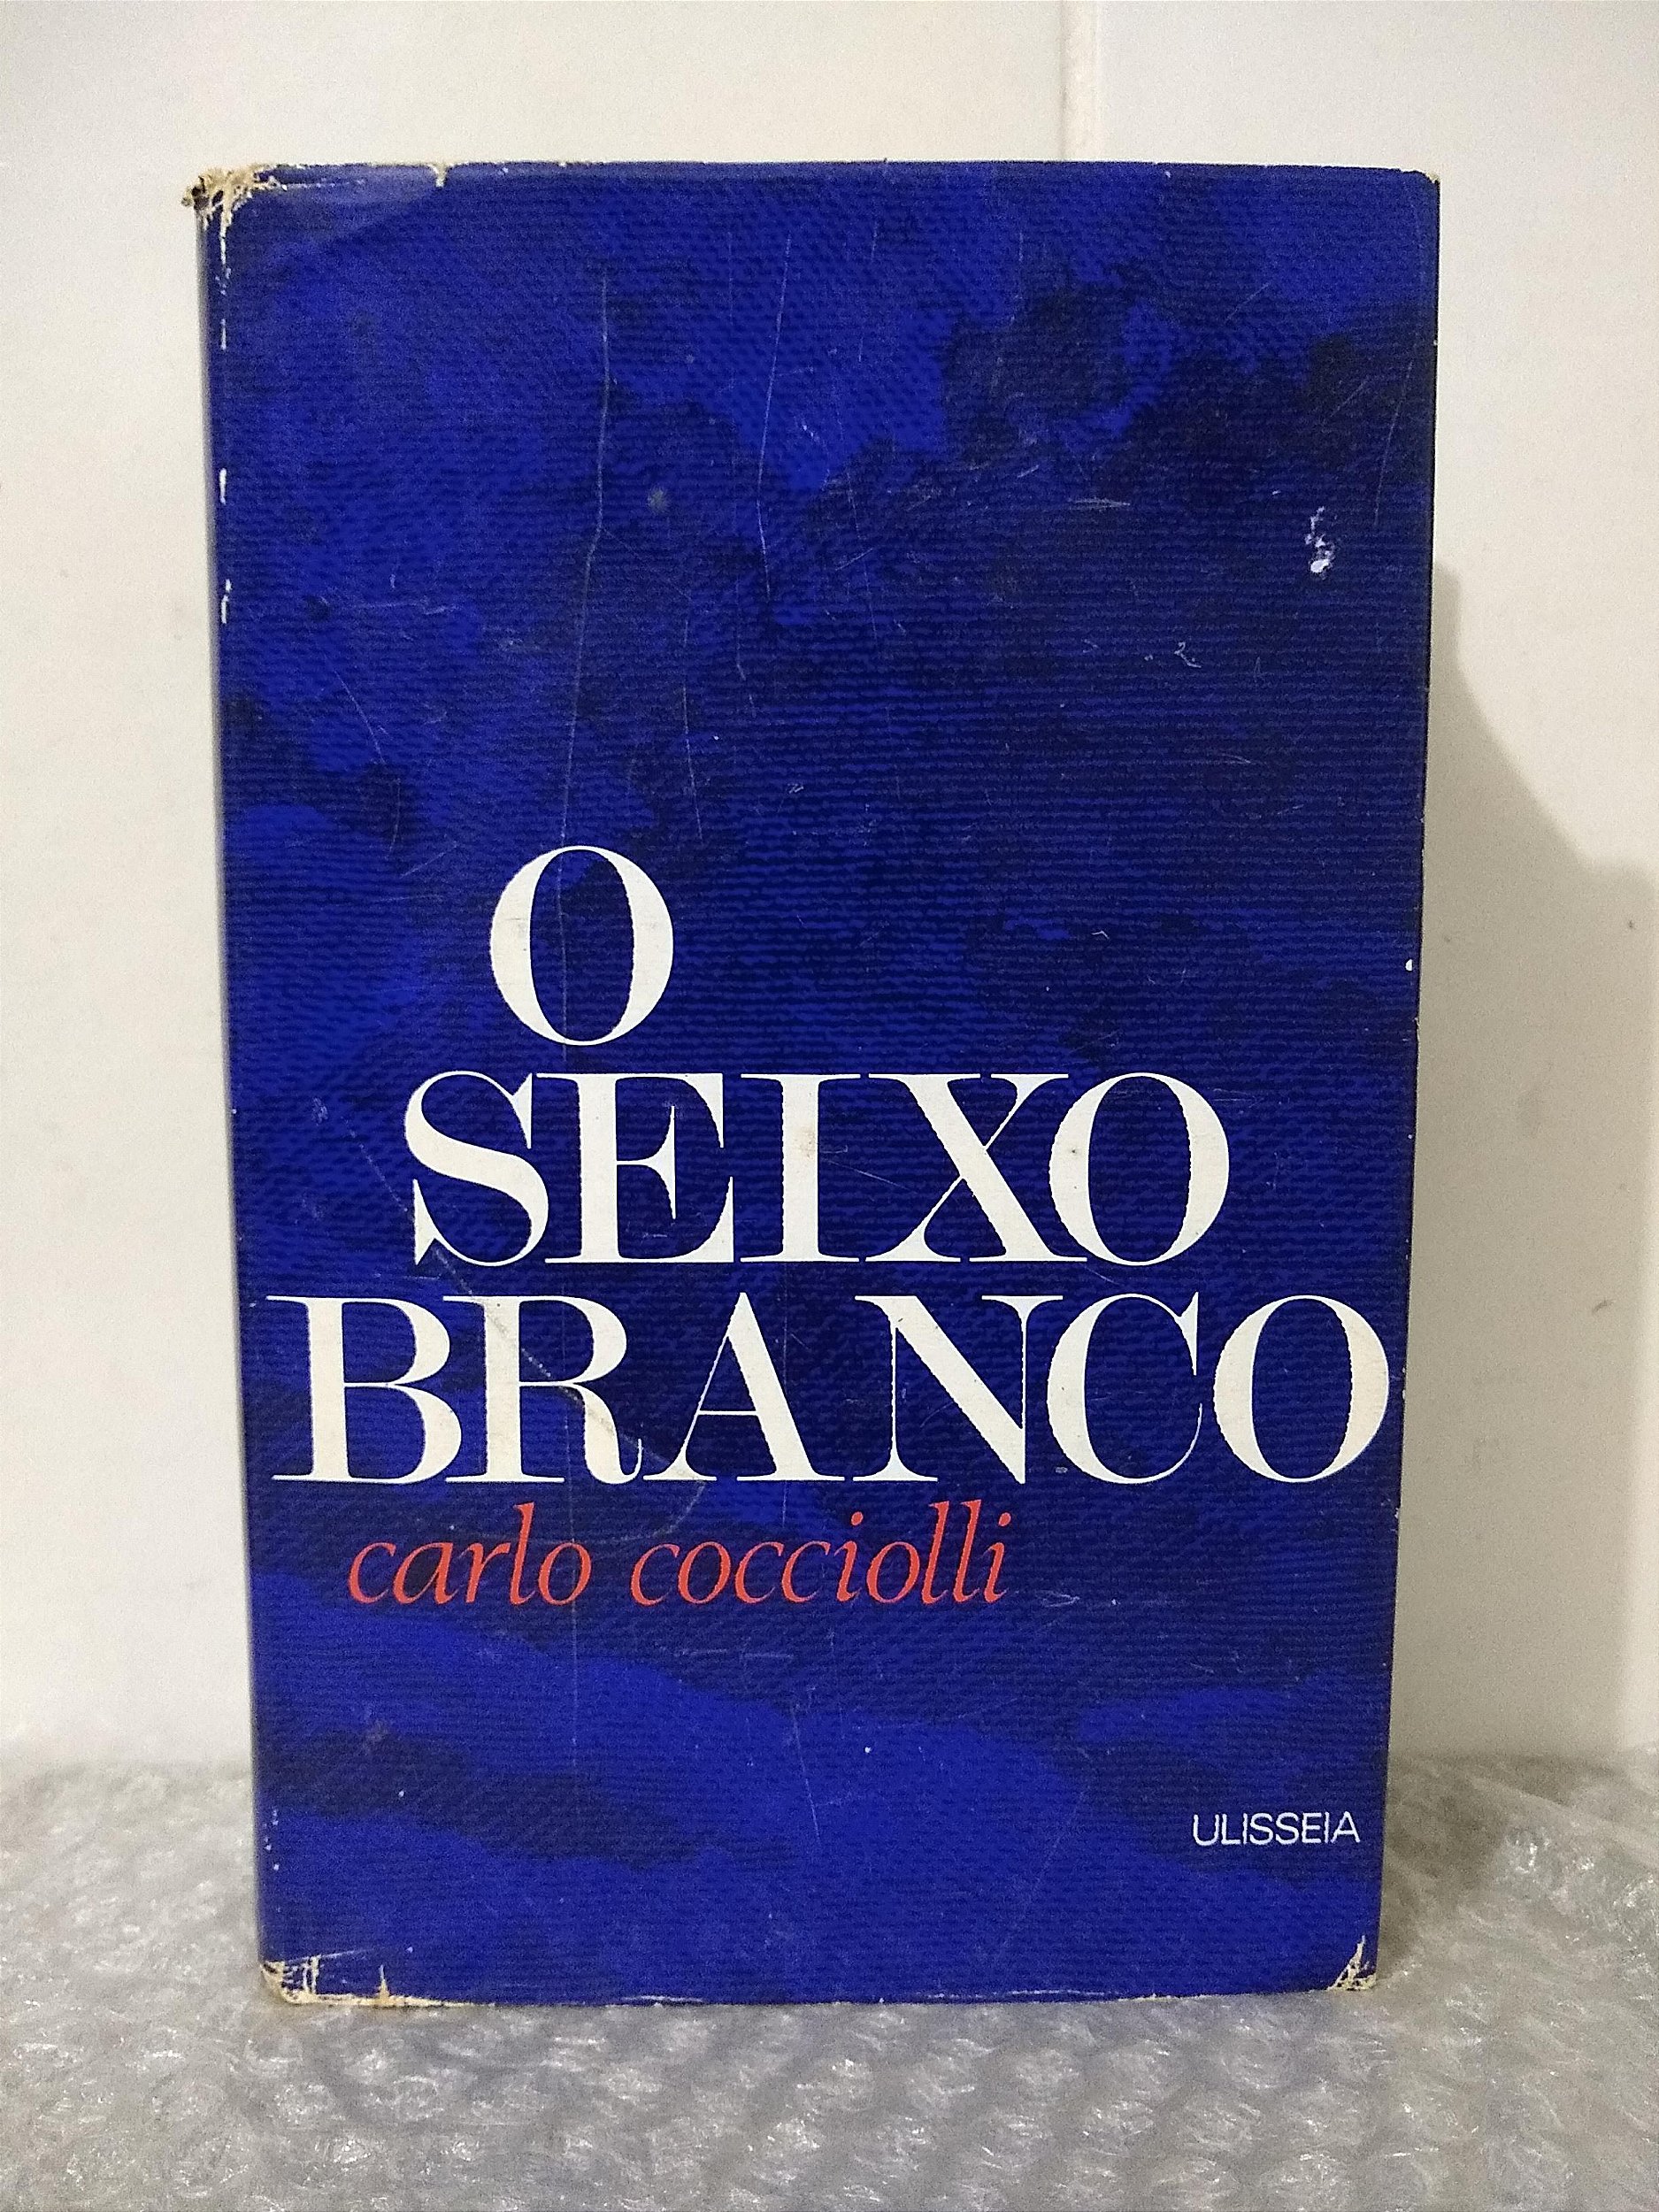 O
SEIXO
BRANCO
carlo cocciolli
ULISSEIA